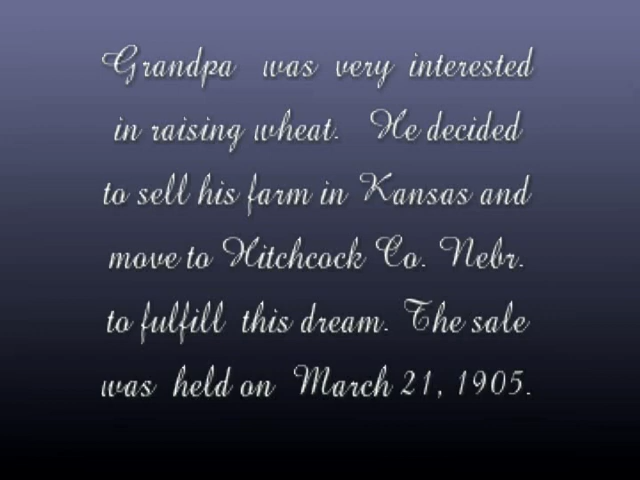 Grandpa was very interested
in raising wheat. He decided
to sell his farm in Kansas and
move to Hitchcock Co. Nebr.
to fulfill this dream. The sale
was held on March 21, 1905.